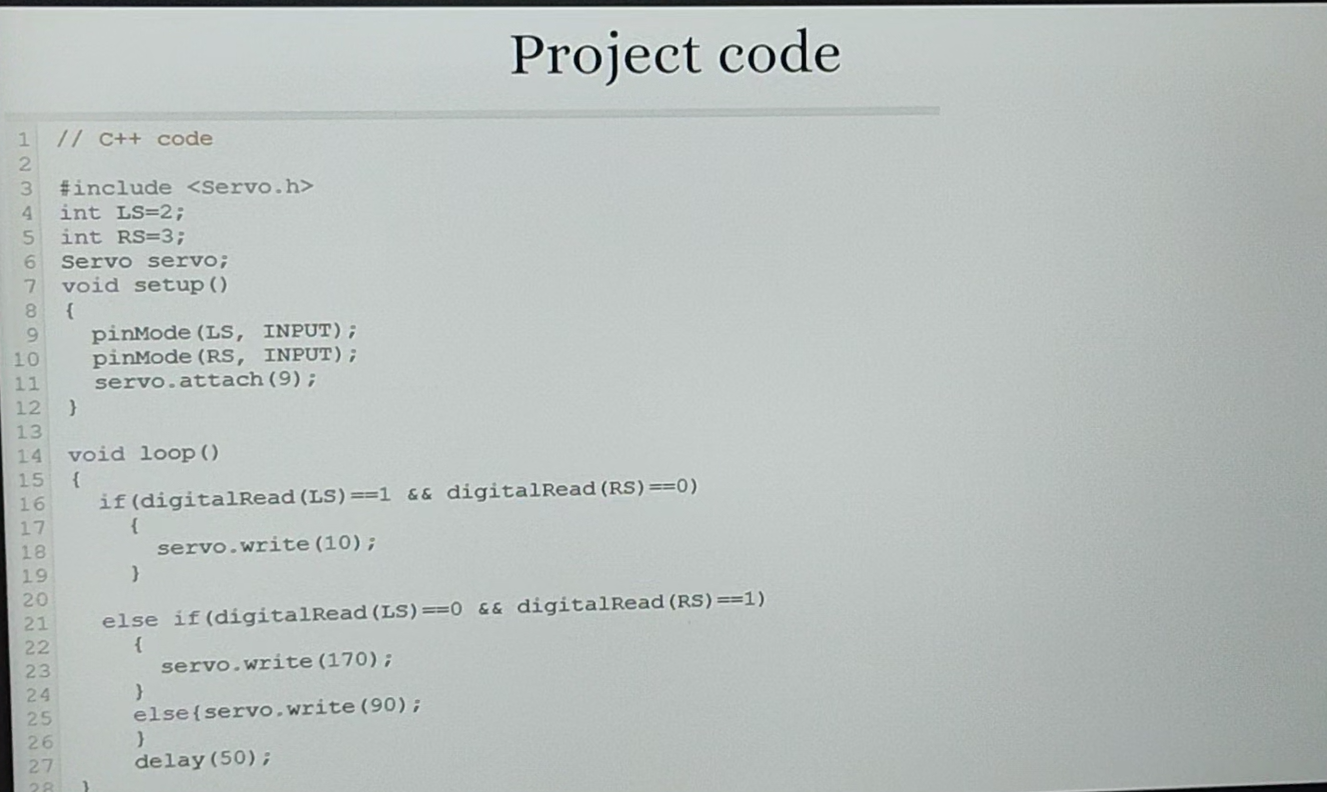 Project code
1 // C++ code
2
3 #include <Servo.h>
4 int LS=2;
5 int RS=3;
6 Servo servo;
7 void setup()
8 {
9 pinMode(LS, INPUT);
10 pinMode(RS, INPUT);
11 servo.attach(9);
12 }
13
14 void loop()
15 {
16 if(digitalRead(LS)==1 && digitalRead(RS)==0)
17 {
18 servo.write(10);
19 }
20
21 else if(digitalRead(LS)==0 && digitalRead(RS)==1)
22 {
23 servo.write(170);
24 }
25 else{servo.write(90);
26 }
27 delay(50);
28 }